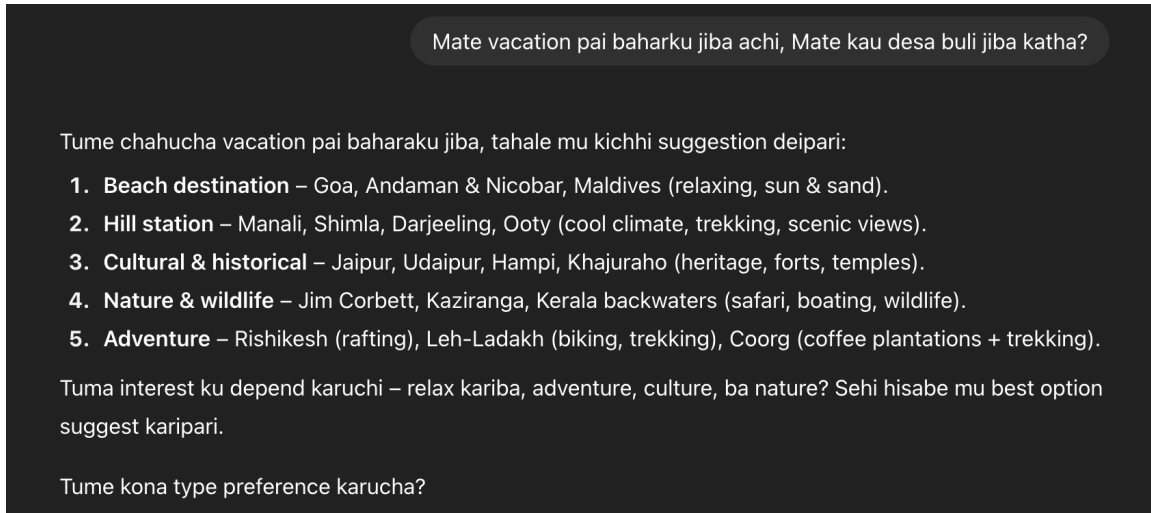 Mate vacation pai baharku jiba achi, Mate kau desa buli jiba katha?
Tume chahucha vacation pai baharaku jiba, tahale mu kichhi suggestion deipari:
1. Beach destination – Goa, Andaman & Nicobar, Maldives (relaxing, sun & sand).
2. Hill station – Manali, Shimla, Darjeeling, Ooty (cool climate, trekking, scenic views).
3. Cultural & historical – Jaipur, Udaipur, Hampi, Khajuraho (heritage, forts, temples).
4. Nature & wildlife – Jim Corbett, Kaziranga, Kerala backwaters (safari, boating, wildlife).
5. Adventure – Rishikesh (rafting), Leh-Ladakh (biking, trekking), Coorg (coffee plantations + trekking).
Tuma interest ku depend karuchi – relax kariba, adventure, culture, ba nature? Sehi hisabe mu best option
suggest karipari.
Tume kona type preference karucha?